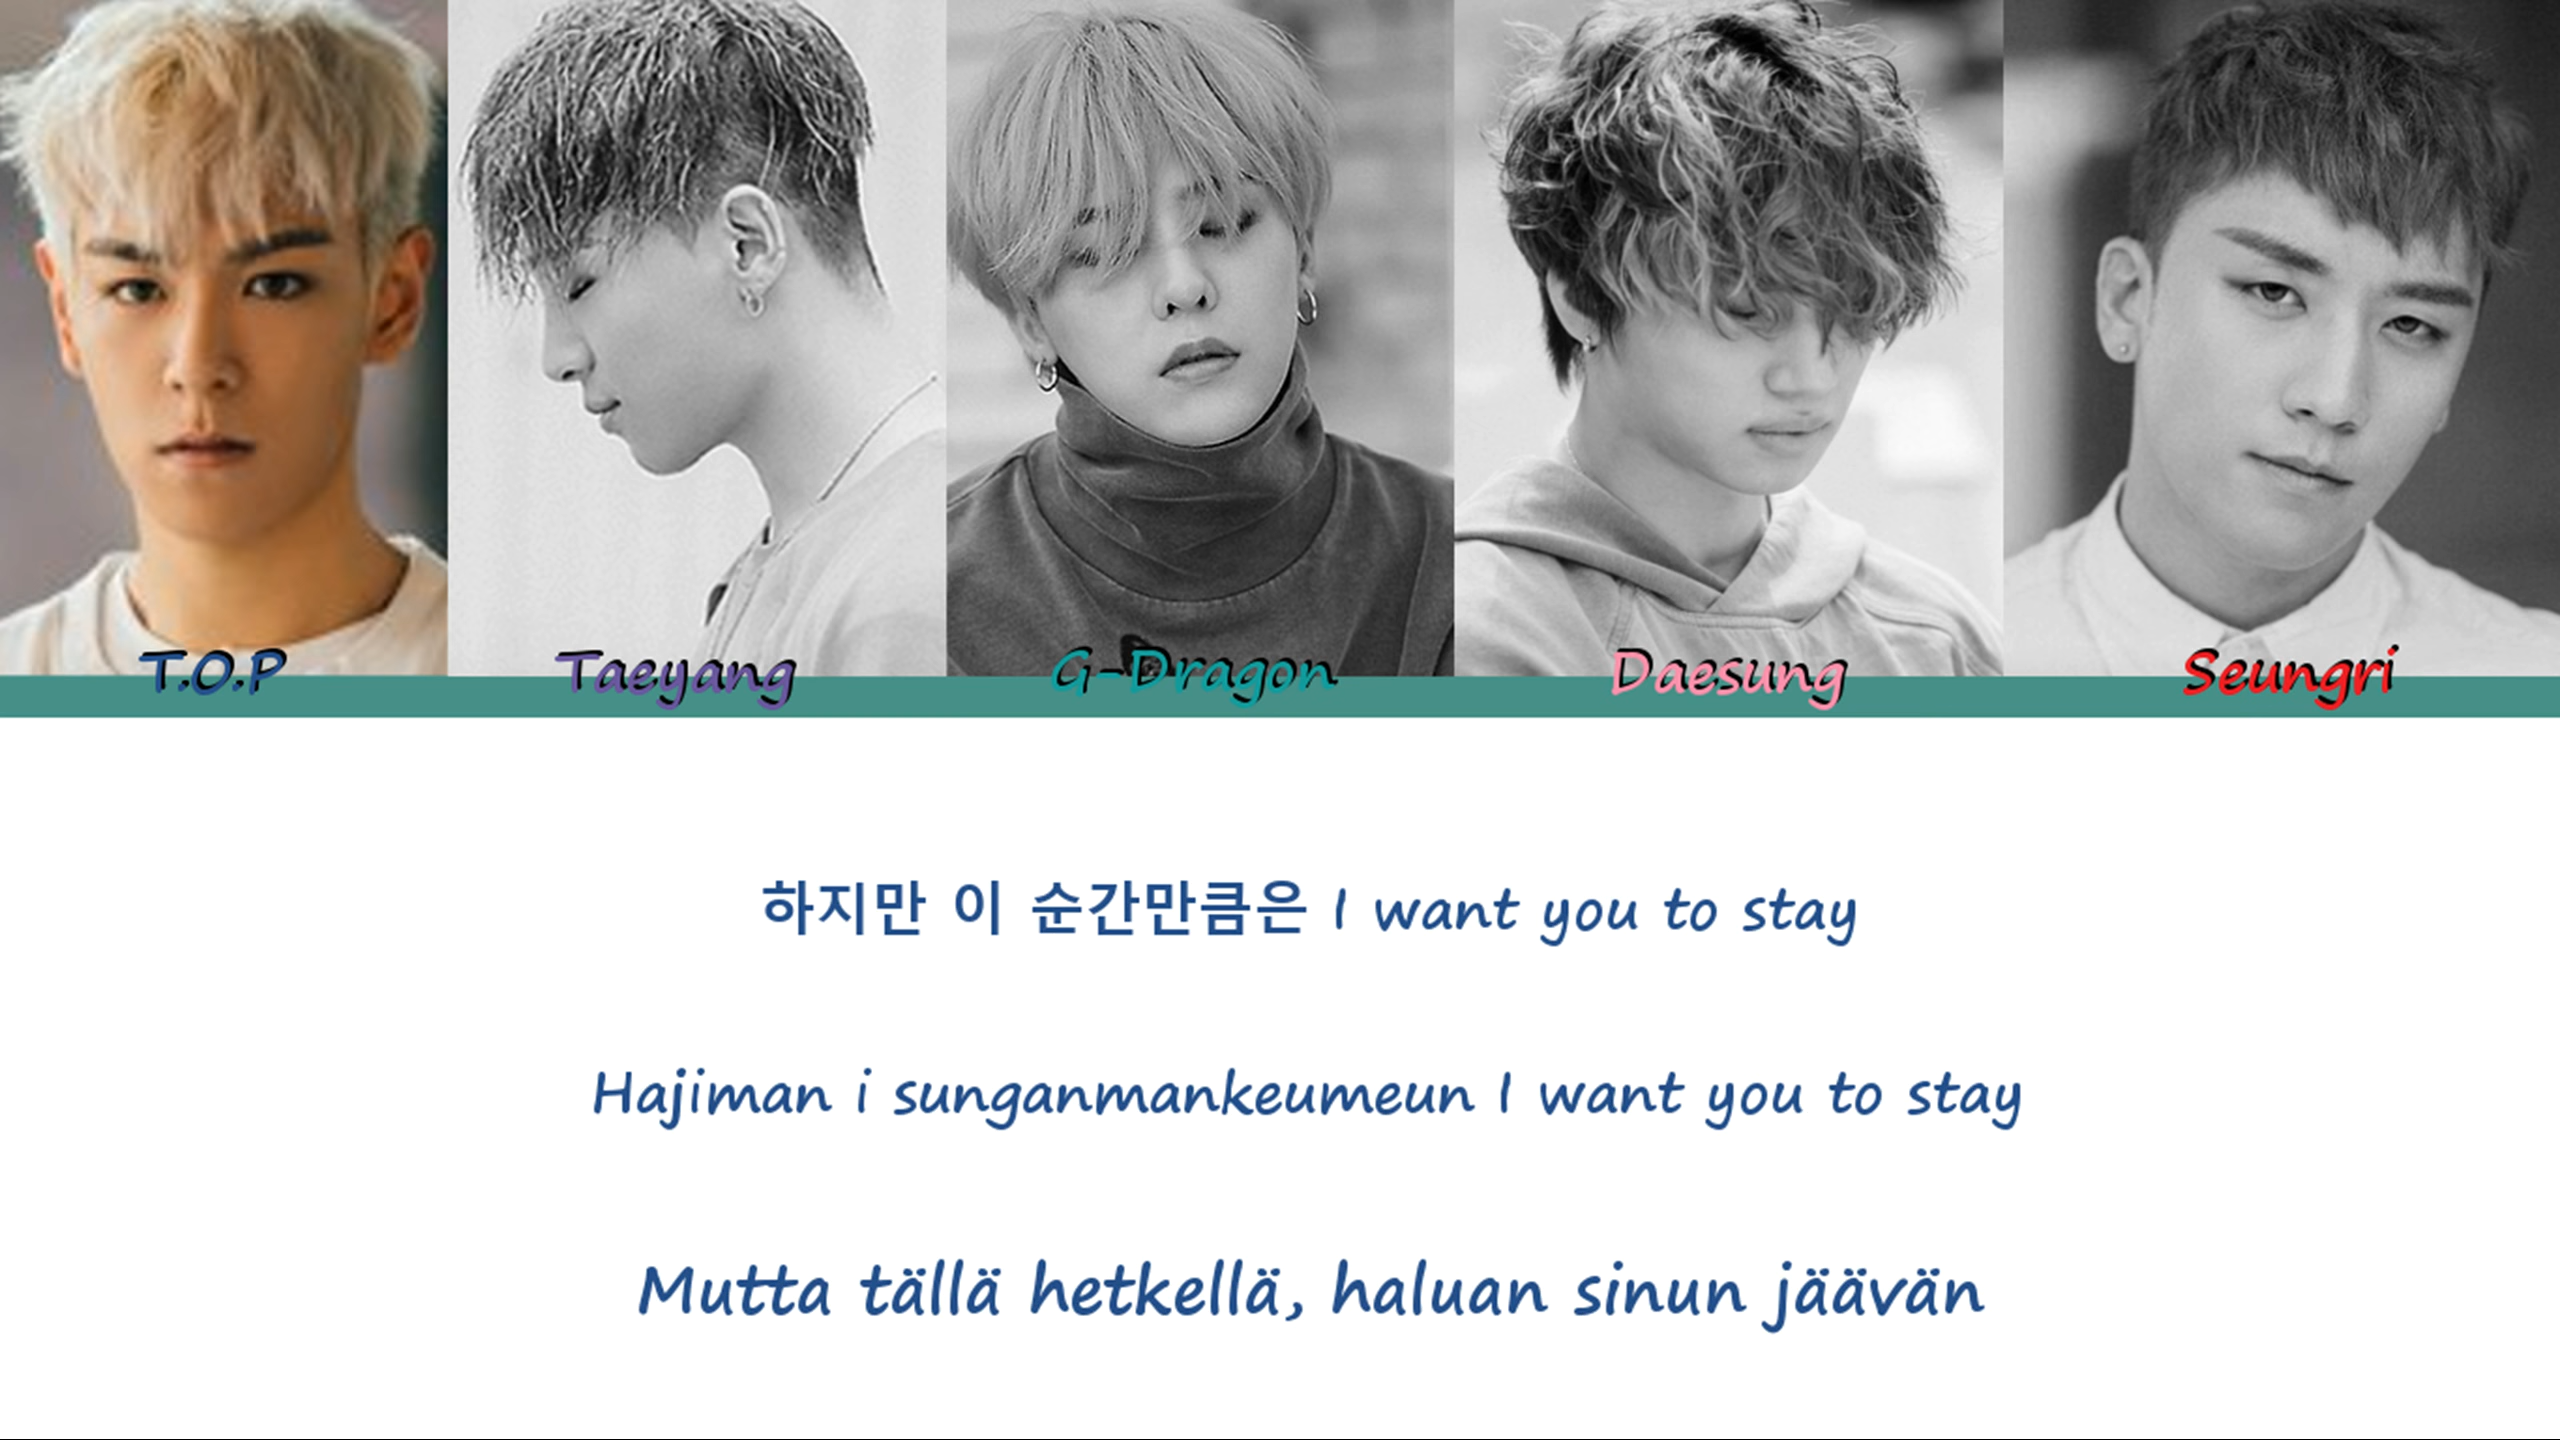 T.O.P Taeyang G-Dragon Daesung Seungri
하지만 이 순간만큼은 I want you to stay
Hajiman i sunganmankeumeun I want you to stay
Mutta tällä hetkellä, haluan sinun jäävän